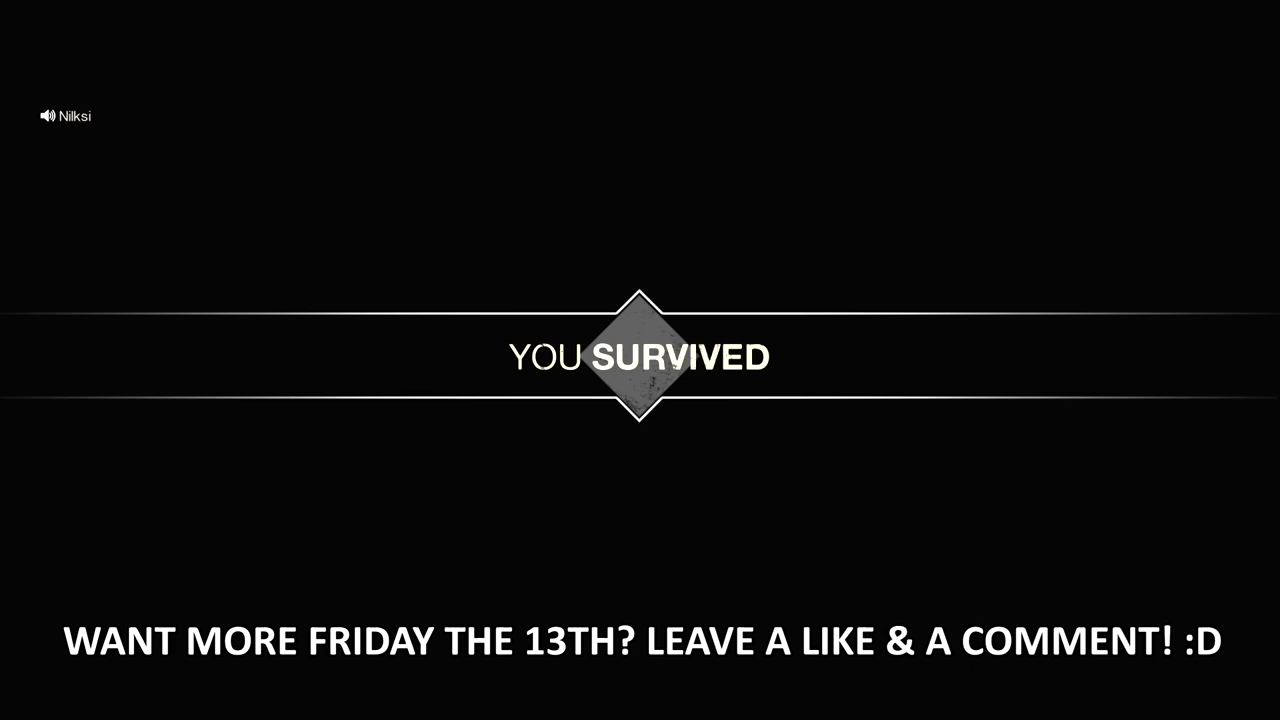 Nilksi
YOU SURVIVED
WANT MORE FRIDAY THE 13TH? LEAVE A LIKE & A COMMENT! :D